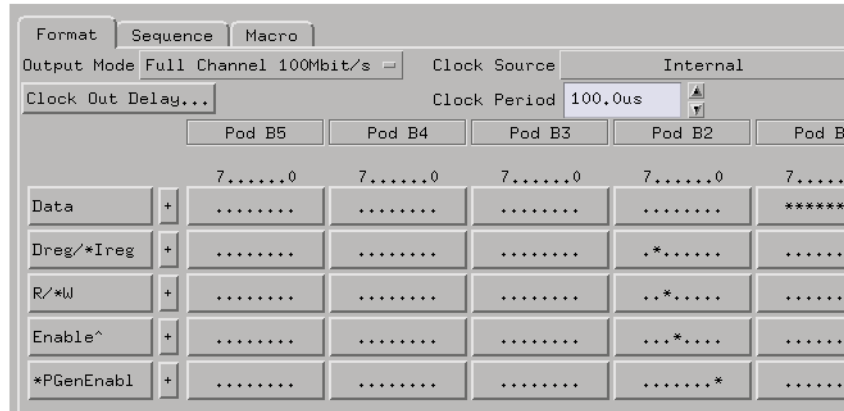 Format Sequence Macro
Output Mode Full Channel 100Mbit/s Clock Source Internal
Clock Out Delay... Clock Period 100.0us
Pod B5 Pod B4 Pod B3 Pod B2 Pod B
7......0 7......0 7......0 7......0 7.....
Data + ........ ........ ........ ........ ******
Dreg/*Ireg + ........ ........ ........ .*...... ......
R/*W + ........ ........ ........ ..*..... ......
Enable^ + ........ ........ ........ ...*.... ......
*PGenEnabl + ........ ........ ........ .......* ......